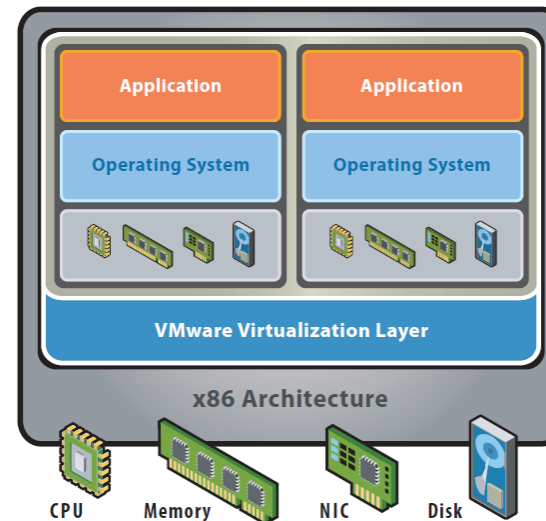 Application Application
Operating System Operating System
VMware Virtualization Layer
x86 Architecture
CPU Memory NIC Disk